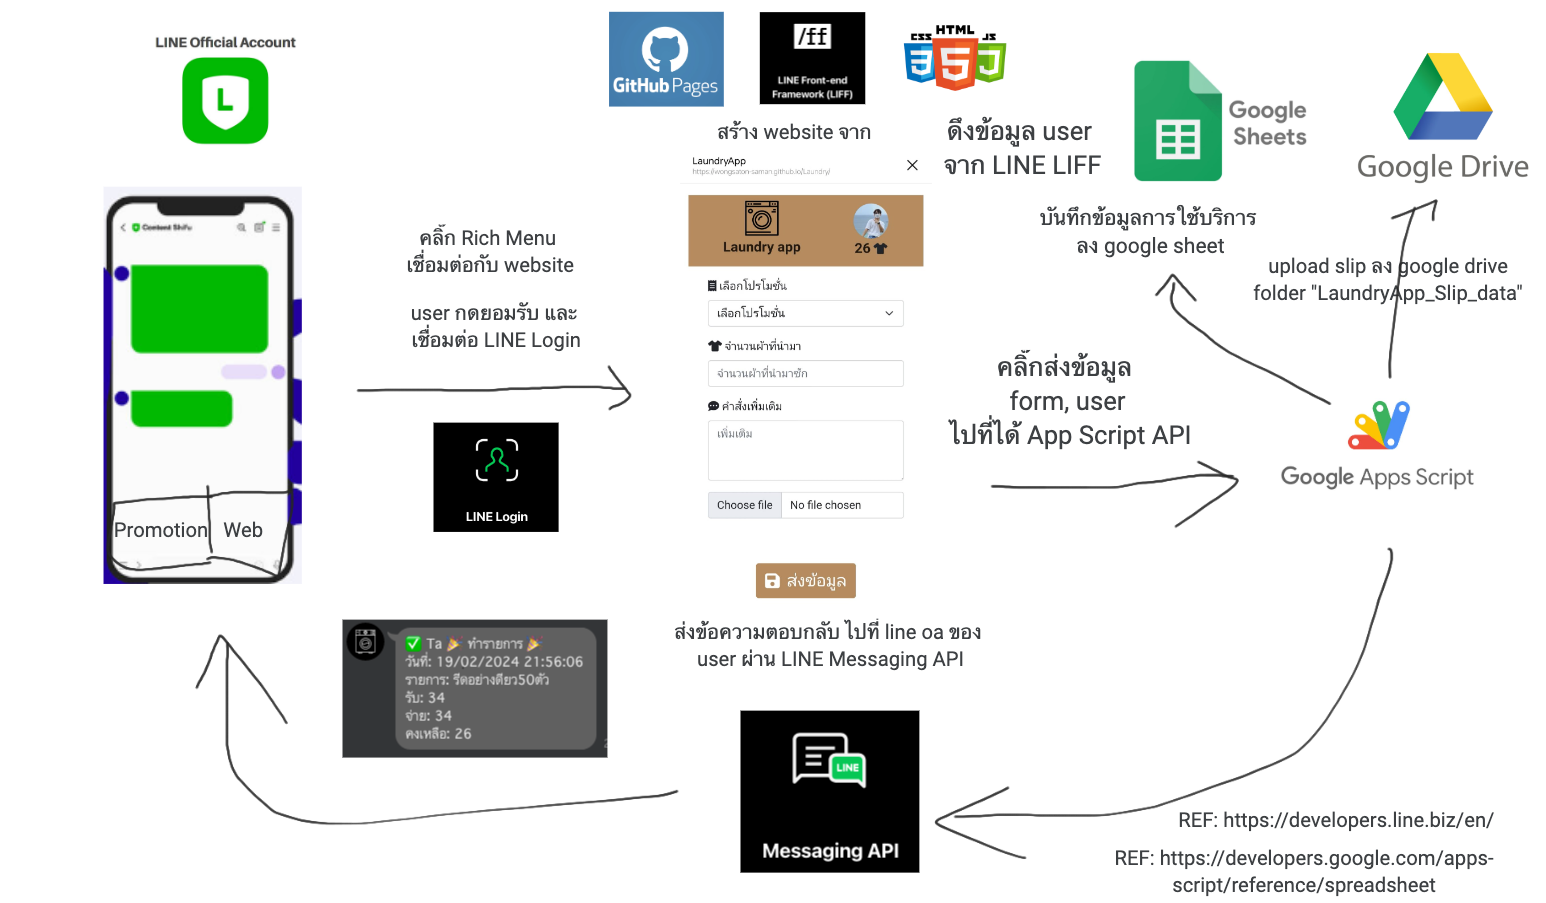 LINE Official Account
L
Content Shifu
Promotion
Web
คลิ๊ก Rich Menu
เชื่อมต่อกับ website
user กดยอมรับ และ
เชื่อมต่อ LINE Login
LINE Login
GitHub Pages
/ff
LINE Front-end
Framework (LIFF)
CSS HTML JS
3 5 J
สร้าง website จาก
LaundryApp
https://wongsaton-saman.github.io/Laundry/
Laundry app
26
เลือกโปรโมชั่น
เลือกโปรโมชั่น
จำนวนผ้าที่นำมา
จำนวนผ้าที่นำมาซัก
คำสั่งเพิ่มเติม
เพิ่มเติม
Choose file No file chosen
ส่งข้อมูล
ดึงข้อมูล user
จาก LINE LIFF
Google
Sheets
Google Drive
บันทึกข้อมูลการใช้บริการ
ลง google sheet
upload slip ลง google drive
folder "LaundryApp_Slip_data"
คลิ๊กส่งข้อมูล
form, user
ไปที่ได้ App Script API
Google Apps Script
✅ Ta 🎉 ทำรายการ 🎉
วันที่: 19/02/2024 21:56:06
รายการ: รีดอย่างเดียว50ตัว
รับ: 34
จ่าย: 34
คงเหลือ: 26
ส่งข้อความตอบกลับ ไปที่ line oa ของ
user ผ่าน LINE Messaging API
LINE
Messaging API
REF: https://developers.line.biz/en/
REF: https://developers.google.com/apps-
script/reference/spreadsheet